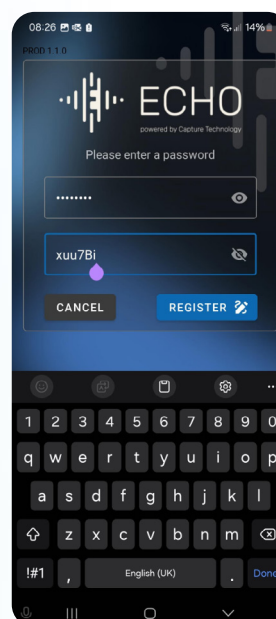 08:26 14%
PROD 1.1.0
ECHO
powered by Capture Technology
Please enter a password
••••••••
xuu7Bi
CANCEL REGISTER
1 2 3 4 5 6 7 8 9 0
q w e r t y u i o p
a s d f g h j k l
z x c v b n m
!#1 , English (UK) . Done